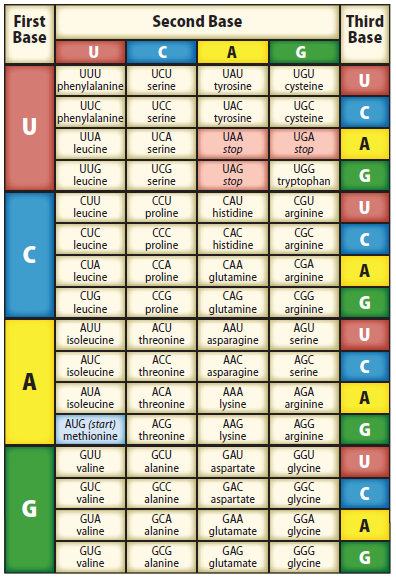 First Base
Second Base
Third Base
U C A G
U
UUU phenylalanine
UCU serine
UAU tyrosine
UGU cysteine
U
UUC phenylalanine
UCC serine
UAC tyrosine
UGC cysteine
C
UUA leucine
UCA serine
UAA stop
UGA stop
A
UUG leucine
UCG serine
UAG stop
UGG tryptophan
G
C
CUU leucine
CCU proline
CAU histidine
CGU arginine
U
CUC leucine
CCC proline
CAC histidine
CGC arginine
C
CUA leucine
CCA proline
CAA glutamine
CGA arginine
A
CUG leucine
CCG proline
CAG glutamine
CGG arginine
G
A
AUU isoleucine
ACU threonine
AAU asparagine
AGU serine
U
AUC isoleucine
ACC threonine
AAC asparagine
AGC serine
C
AUA isoleucine
ACA threonine
AAA lysine
AGA arginine
A
AUG (start) methionine
ACG threonine
AAG lysine
AGG arginine
G
G
GUU valine
GCU alanine
GAU aspartate
GGU glycine
U
GUC valine
GCC alanine
GAC aspartate
GGC glycine
C
GUA valine
GCA alanine
GAA glutamate
GGA glycine
A
GUG valine
GCG alanine
GAG glutamate
GGG glycine
G